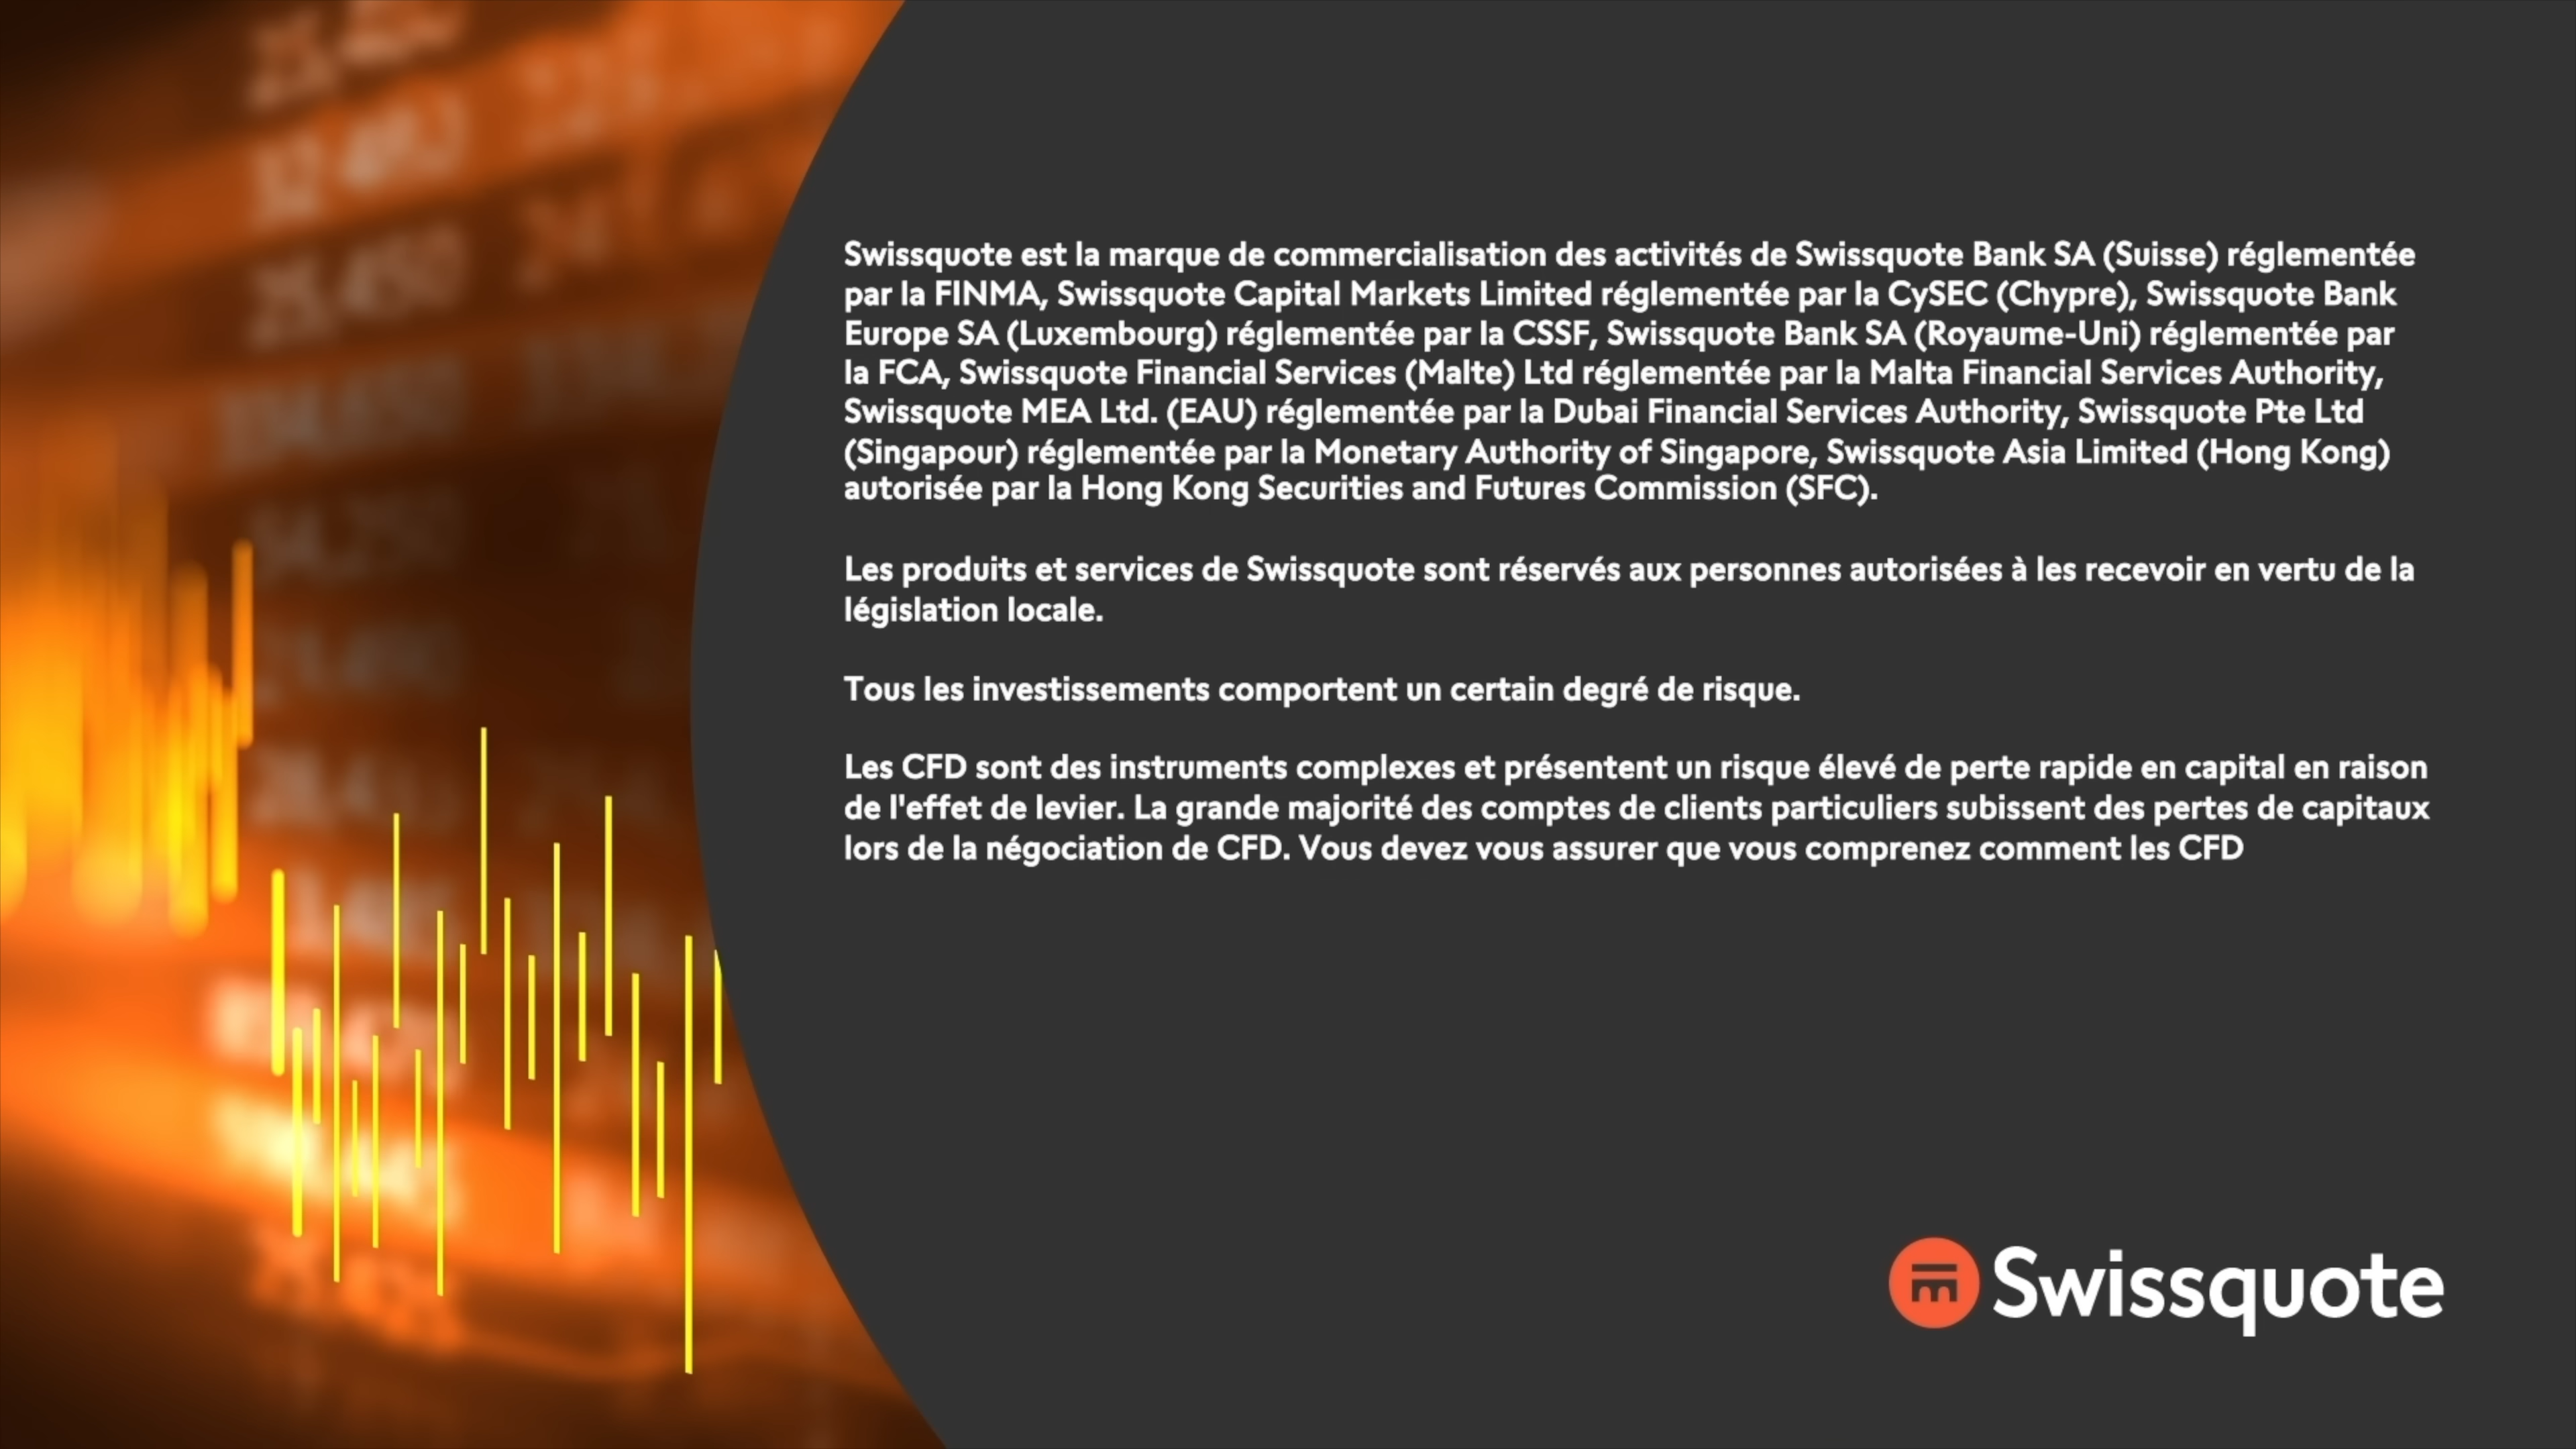 Swissquote est la marque de commercialisation des activités de Swissquote Bank SA (Suisse) réglementée
par la FINMA, Swissquote Capital Markets Limited réglementée par la CySEC (Chypre), Swissquote Bank
Europe SA (Luxembourg) réglementée par la CSSF, Swissquote Bank SA (Royaume-Uni) réglementée par
la FCA, Swissquote Financial Services (Malte) Ltd réglementée par la Malta Financial Services Authority,
Swissquote MEA Ltd. (EAU) réglementée par la Dubai Financial Services Authority, Swissquote Pte Ltd
(Singapour) réglementée par la Monetary Authority of Singapore, Swissquote Asia Limited (Hong Kong)
autorisée par la Hong Kong Securities and Futures Commission (SFC).
Les produits et services de Swissquote sont réservés aux personnes autorisées à les recevoir en vertu de la
législation locale.
Tous les investissements comportent un certain degré de risque.
Les CFD sont des instruments complexes et présentent un risque élevé de perte rapide en capital en raison
de l'effet de levier. La grande majorité des comptes de clients particuliers subissent des pertes de capitaux
lors de la négociation de CFD. Vous devez vous assurer que vous comprenez comment les CFD
Swissquote